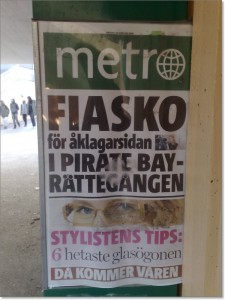 metro
FIASKO
för åklagarsidan
I PIRATE BAY-
RÄTTEGÅNGEN
STYLISTENS TIPS:
6 hetaste glasögonen
DÅ KOMMER VÅREN